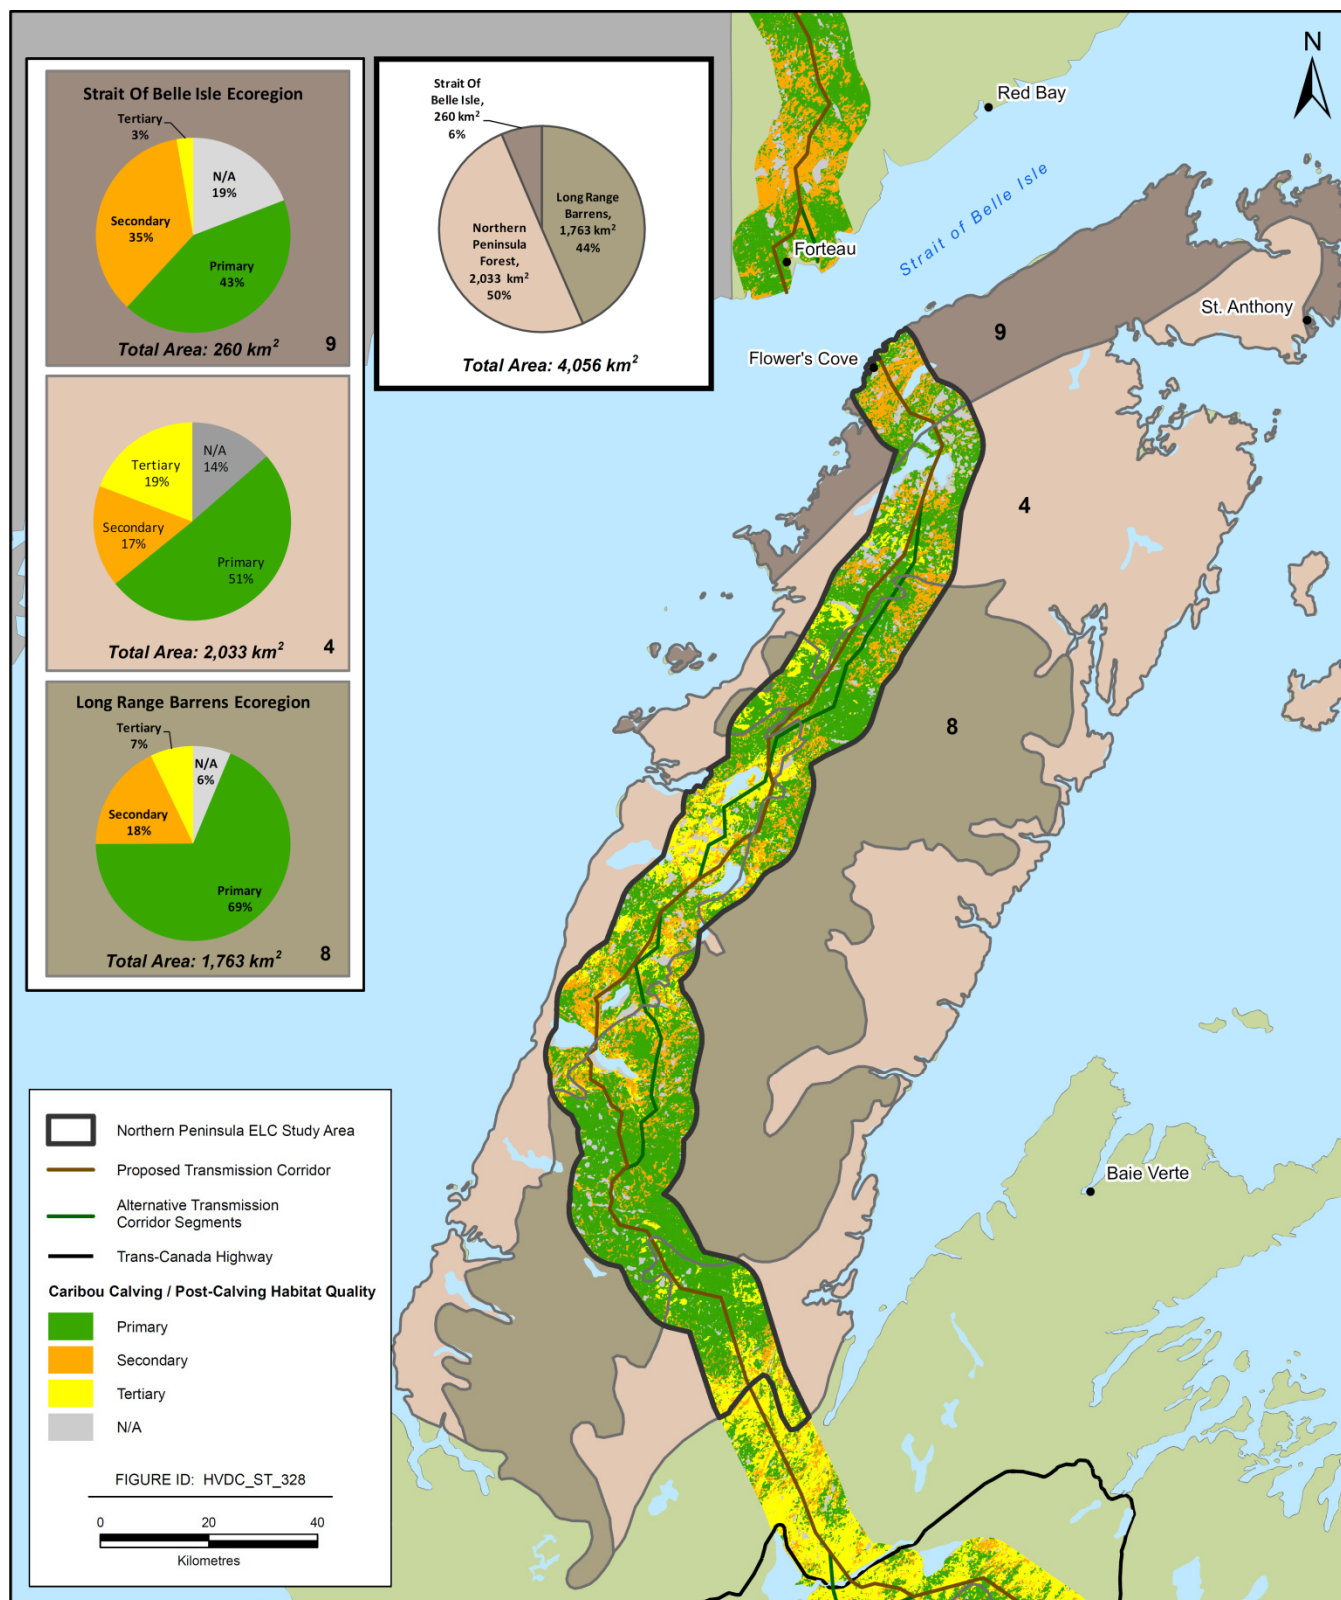 Strait Of Belle Isle Ecoregion
Tertiary
3%
N/A
19%
Secondary
35%
Primary
43%
Total Area: 260 km²
9
N/A
14%
Tertiary
19%
Secondary
17%
Primary
51%
Total Area: 2,033 km²
4
Long Range Barrens Ecoregion
Tertiary
7%
N/A
6%
Secondary
18%
Primary
69%
Total Area: 1,763 km²
8
Strait Of
Belle Isle,
260 km²
6%
Long Range
Barrens,
1,763 km²
44%
Northern
Peninsula
Forest,
2,033 km²
50%
Total Area: 4,056 km²
N
Red Bay
Strait of Belle Isle
Forteau
St. Anthony
9
Flower's Cove
4
8
Baie Verte
Northern Peninsula ELC Study Area
Proposed Transmission Corridor
Alternative Transmission
Corridor Segments
Trans-Canada Highway
Caribou Calving / Post-Calving Habitat Quality
Primary
Secondary
Tertiary
N/A
FIGURE ID: HVDC_ST_328
0 20 40
Kilometres